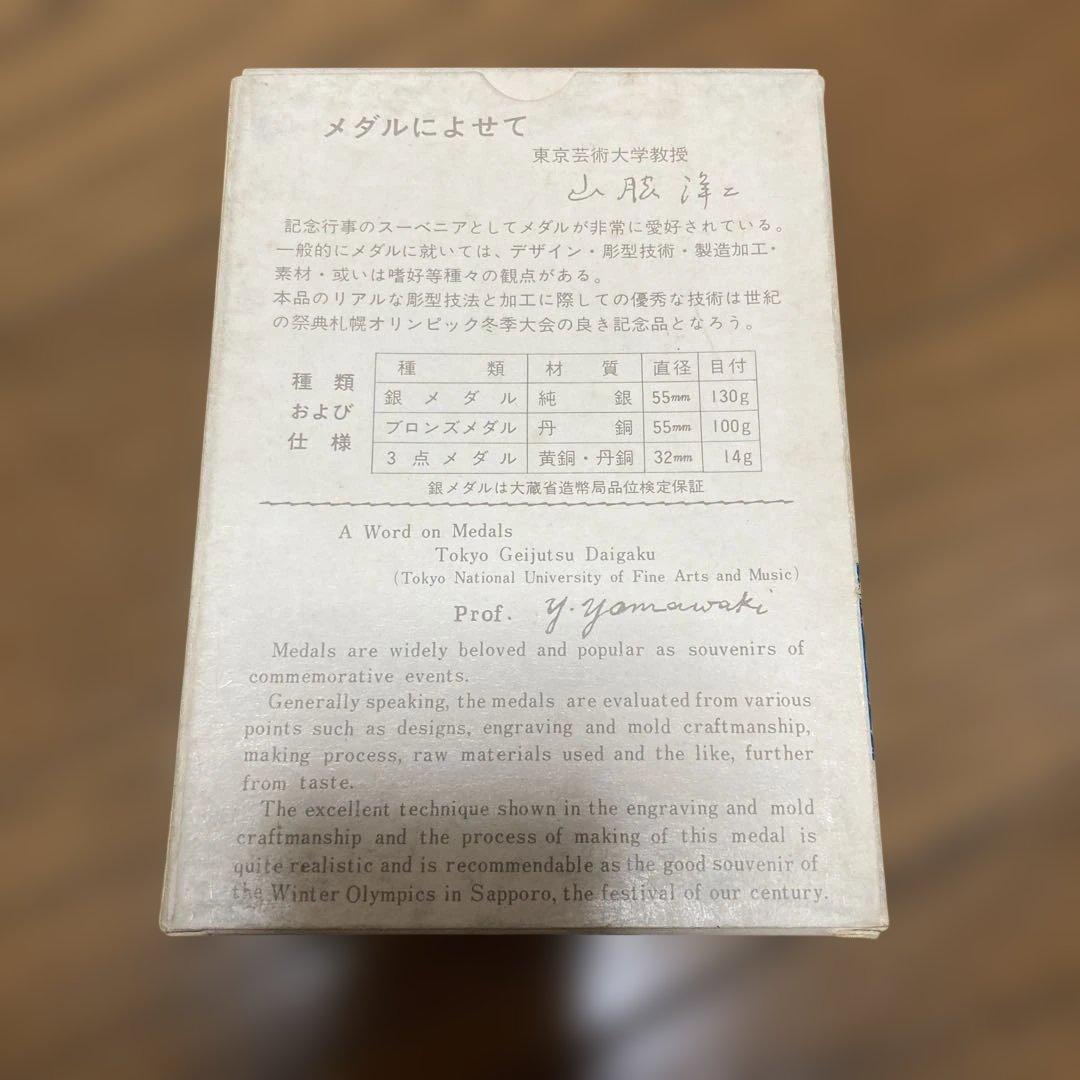 メダルによせて
東京芸術大学教授
山脇洋二
記念行事のスーベニアとしてメダルが非常に愛好されている。
一般的にメダルに就いては、デザイン・彫型技術・製造加工・
素材・或いは嗜好等種々の観点がある。
本品のリアルな彫型技法と加工に際しての優秀な技術は世紀
の祭典札幌オリンピック冬季大会の良き記念品となろう。
種類および仕様
種類 材質 直径 目付
銀メダル 純銀 55mm 130g
ブロンズメダル 丹銅 55mm 100g
3点メダル 黄銅・丹銅 32mm 14g
銀メダルは大蔵省造幣局品位検定保証
A Word on Medals
Tokyo Geijutsu Daigaku
(Tokyo National University of Fine Arts and Music)
Prof. Y. Yamawaki
Medals are widely beloved and popular as souvenirs of
commemorative events.
Generally speaking, the medals are evaluated from various
points such as designs, engraving and mold craftmanship,
making process, raw materials used and the like, further
from taste.
The excellent technique shown in the engraving and mold
craftmanship and the process of making of this medal is
quite realistic and is recommendable as the good souvenir of
the Winter Olympics in Sapporo, the festival of our century.